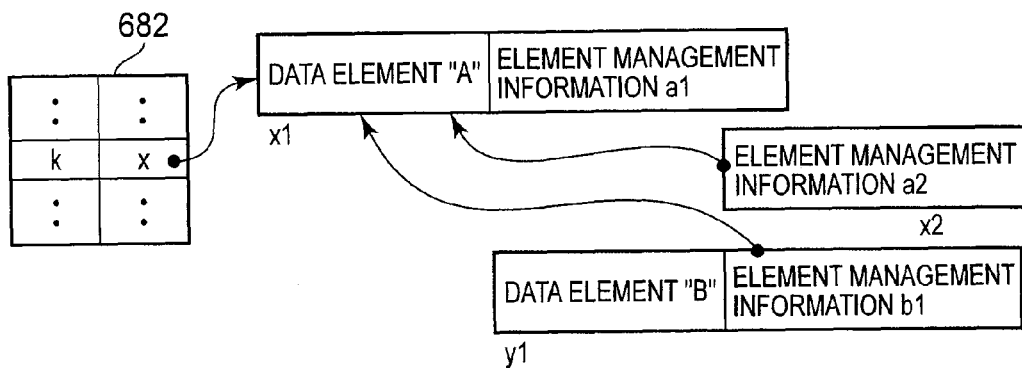 682
DATA ELEMENT "A"
ELEMENT MANAGEMENT
INFORMATION a1
x1
k
x
ELEMENT MANAGEMENT
INFORMATION a2
x2
DATA ELEMENT "B"
ELEMENT MANAGEMENT
INFORMATION b1
y1